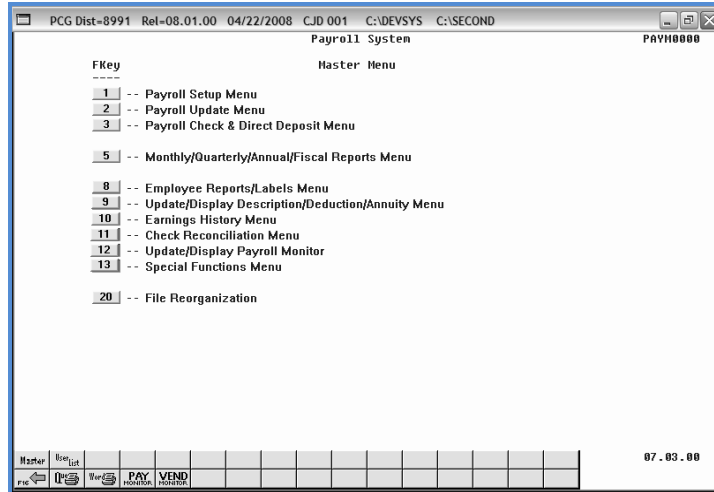 PCG Dist=8991 Rel=08.01.00 04/22/2008 CJD 001 C:\DEVSYS C:\SECOND
Payroll System PAYM0000
FKey Master Menu
----
1 -- Payroll Setup Menu
2 -- Payroll Update Menu
3 -- Payroll Check & Direct Deposit Menu
5 -- Monthly/Quarterly/Annual/Fiscal Reports Menu
8 -- Employee Reports/Labels Menu
9 -- Update/Display Description/Deduction/Annuity Menu
10 -- Earnings History Menu
11 -- Check Reconciliation Menu
12 -- Update/Display Payroll Monitor
13 -- Special Functions Menu
20 -- File Reorganization
Master User List 07.03.00
F16 Que Word PAY MONITOR VEND MONITOR